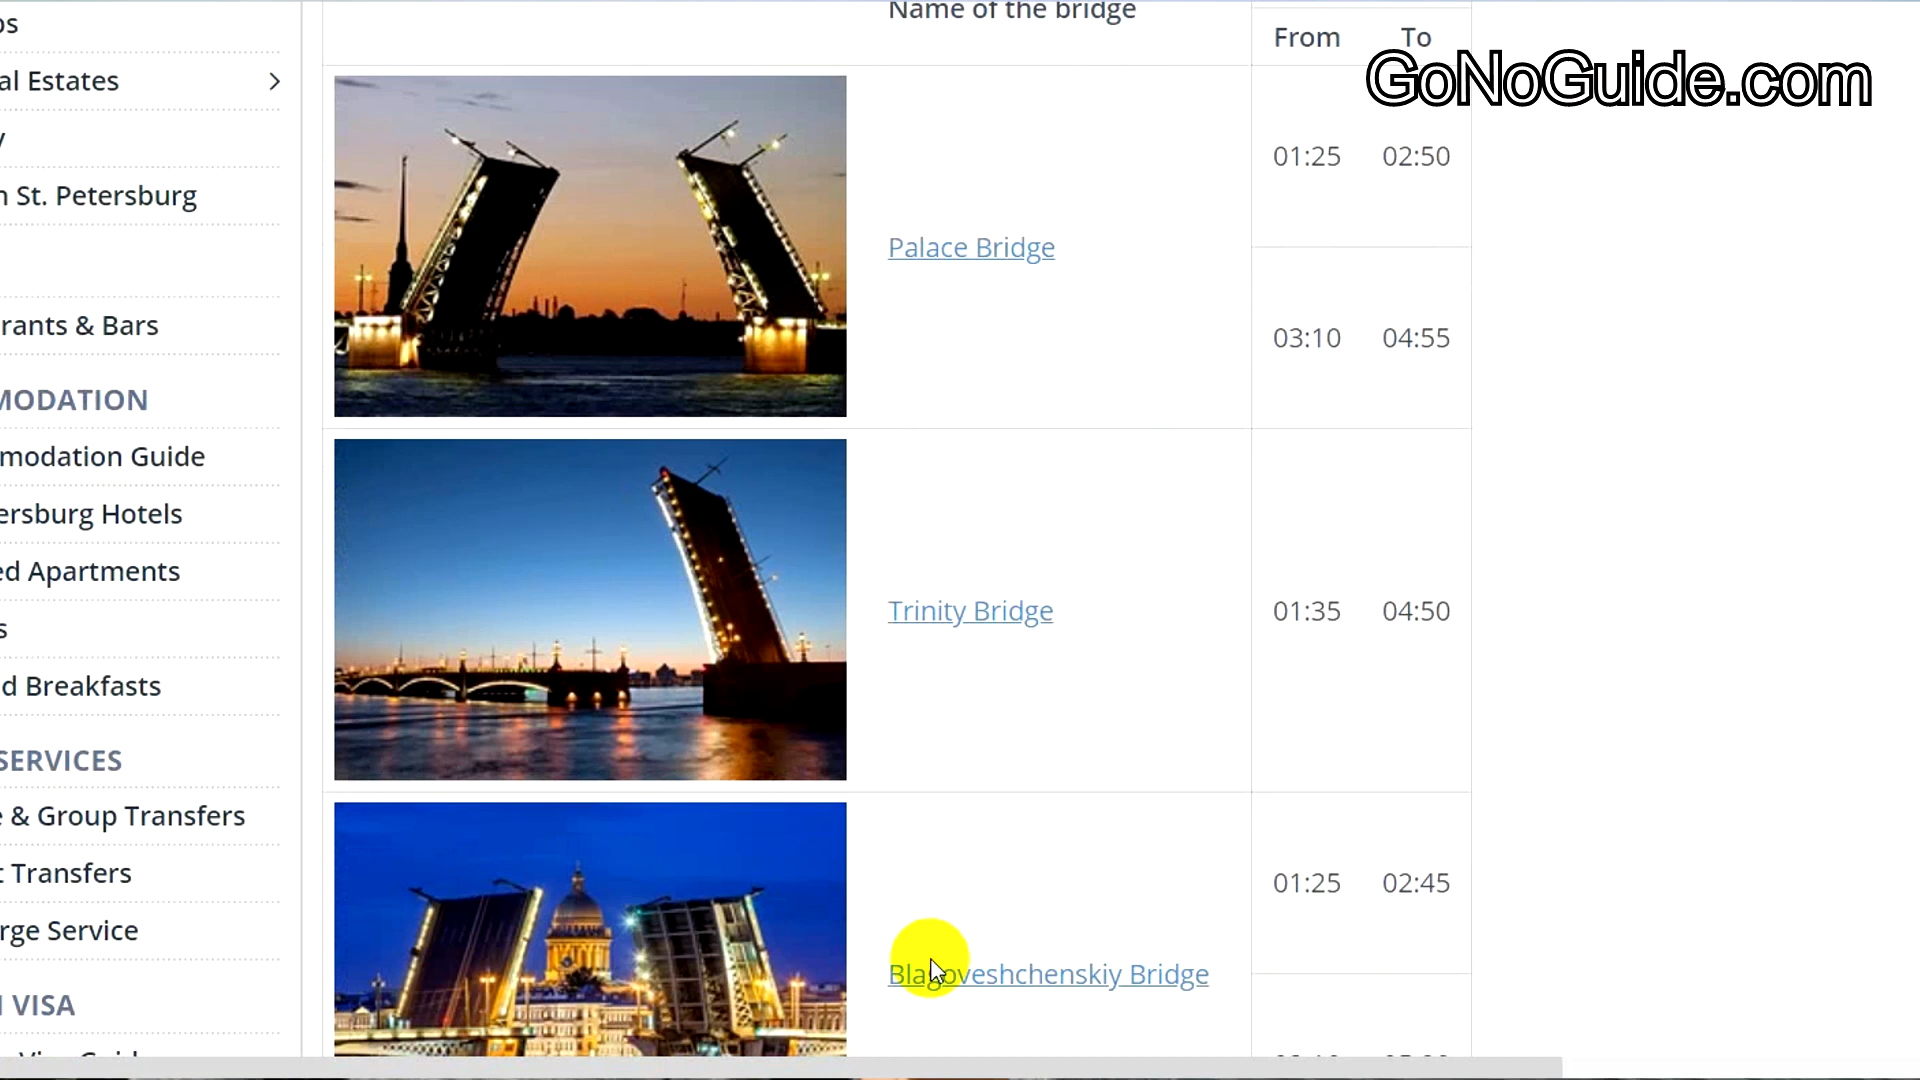 Name of the bridge
From To
GoNoGuide.com
al Estates
01:25 02:50
n St. Petersburg
Palace Bridge
rants & Bars
03:10 04:55
MODATION
modation Guide
ersburg Hotels
ed Apartments
Trinity Bridge
01:35 04:50
s
d Breakfasts
SERVICES
e & Group Transfers
t Transfers
01:25 02:45
rge Service
Blagoveshchenskiy Bridge
VISA